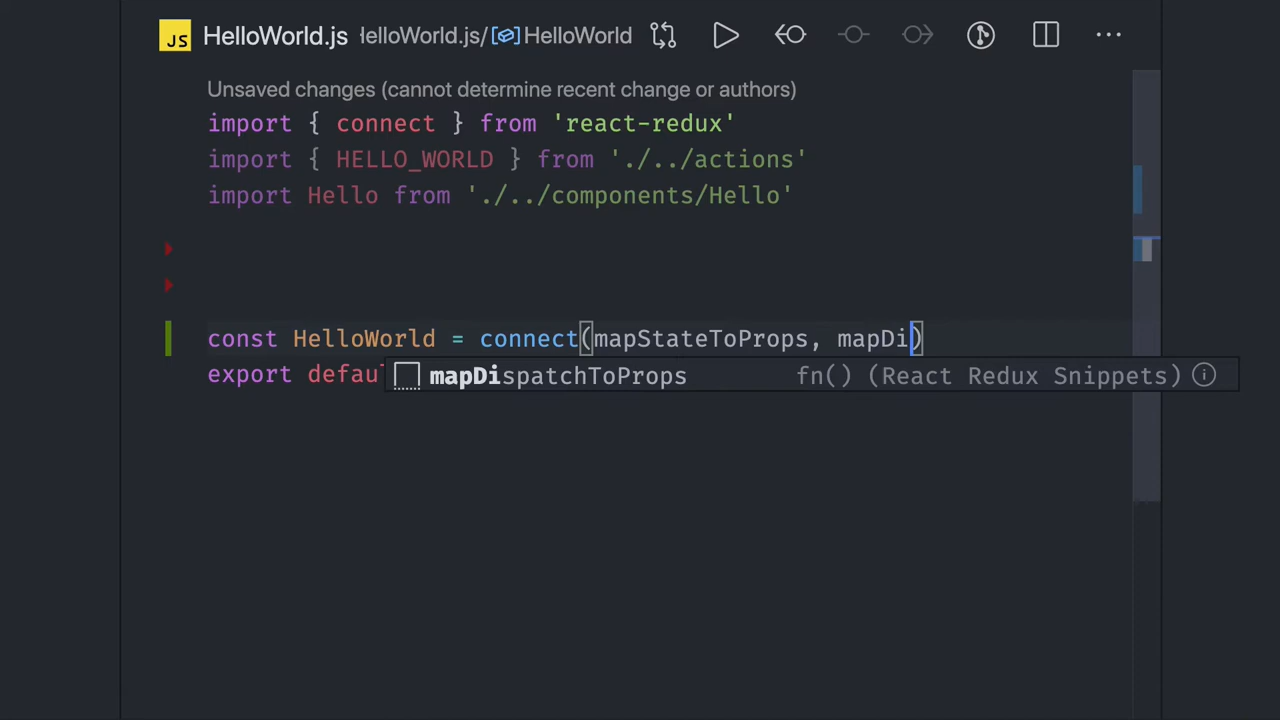 JS HelloWorld.js HelloWorld.js/ HelloWorld
Unsaved changes (cannot determine recent change or authors)
import { connect } from 'react-redux'
import { HELLO_WORLD } from './../actions'
import Hello from './../components/Hello'
const HelloWorld = connect(mapStateToProps, mapDi)
export defau
mapDispatchToProps fn() (React Redux Snippets)